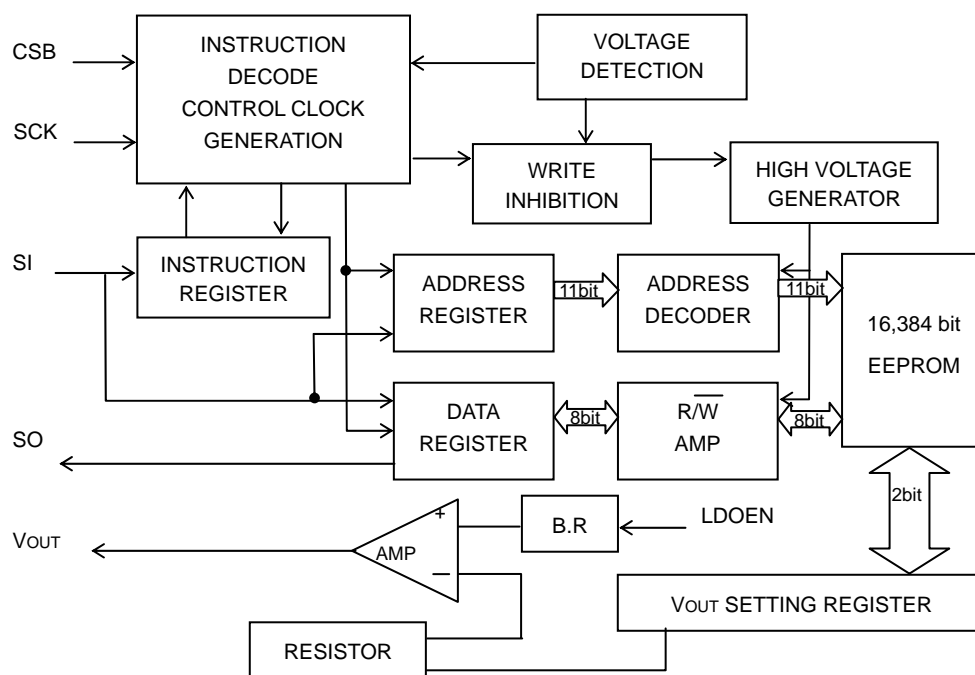 CSB
SCK
SI
SO
VOUT
INSTRUCTION
DECODE
CONTROL CLOCK
GENERATION
VOLTAGE
DETECTION
WRITE
INHIBITION
HIGH VOLTAGE
GENERATOR
INSTRUCTION
REGISTER
ADDRESS
REGISTER
11bit
ADDRESS
DECODER
11bit
16,384 bit
EEPROM
DATA
REGISTER
8bit
R/W̅
AMP
8bit
2bit
+
AMP
−
B.R
LDOEN
VOUT SETTING REGISTER
RESISTOR